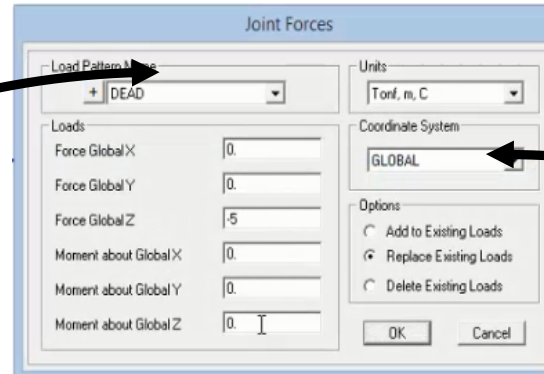 Joint Forces
Load Pattern Name
+ DEAD
Units
Tonf, m, C
Loads
Force Global X 0.
Force Global Y 0.
Force Global Z -5
Moment about Global X 0.
Moment about Global Y 0.
Moment about Global Z 0.
Coordinate System
GLOBAL
Options
Add to Existing Loads
Replace Existing Loads
Delete Existing Loads
OK Cancel